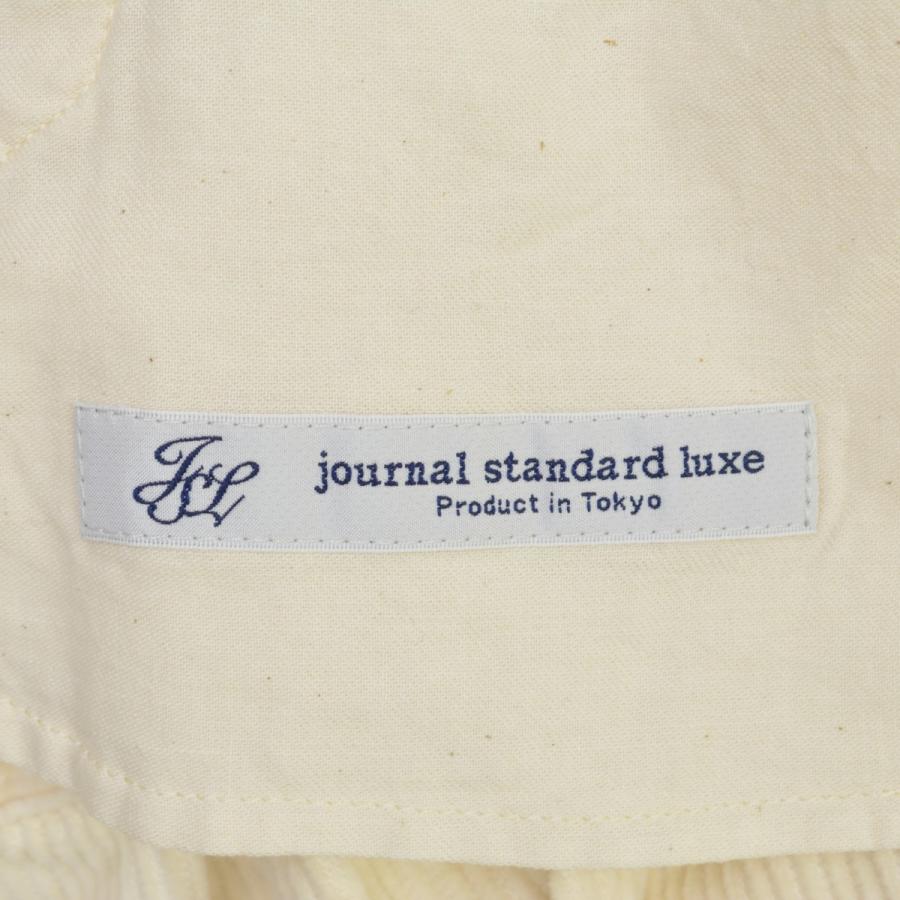 JSL
journal standard luxe
Product in Tokyo